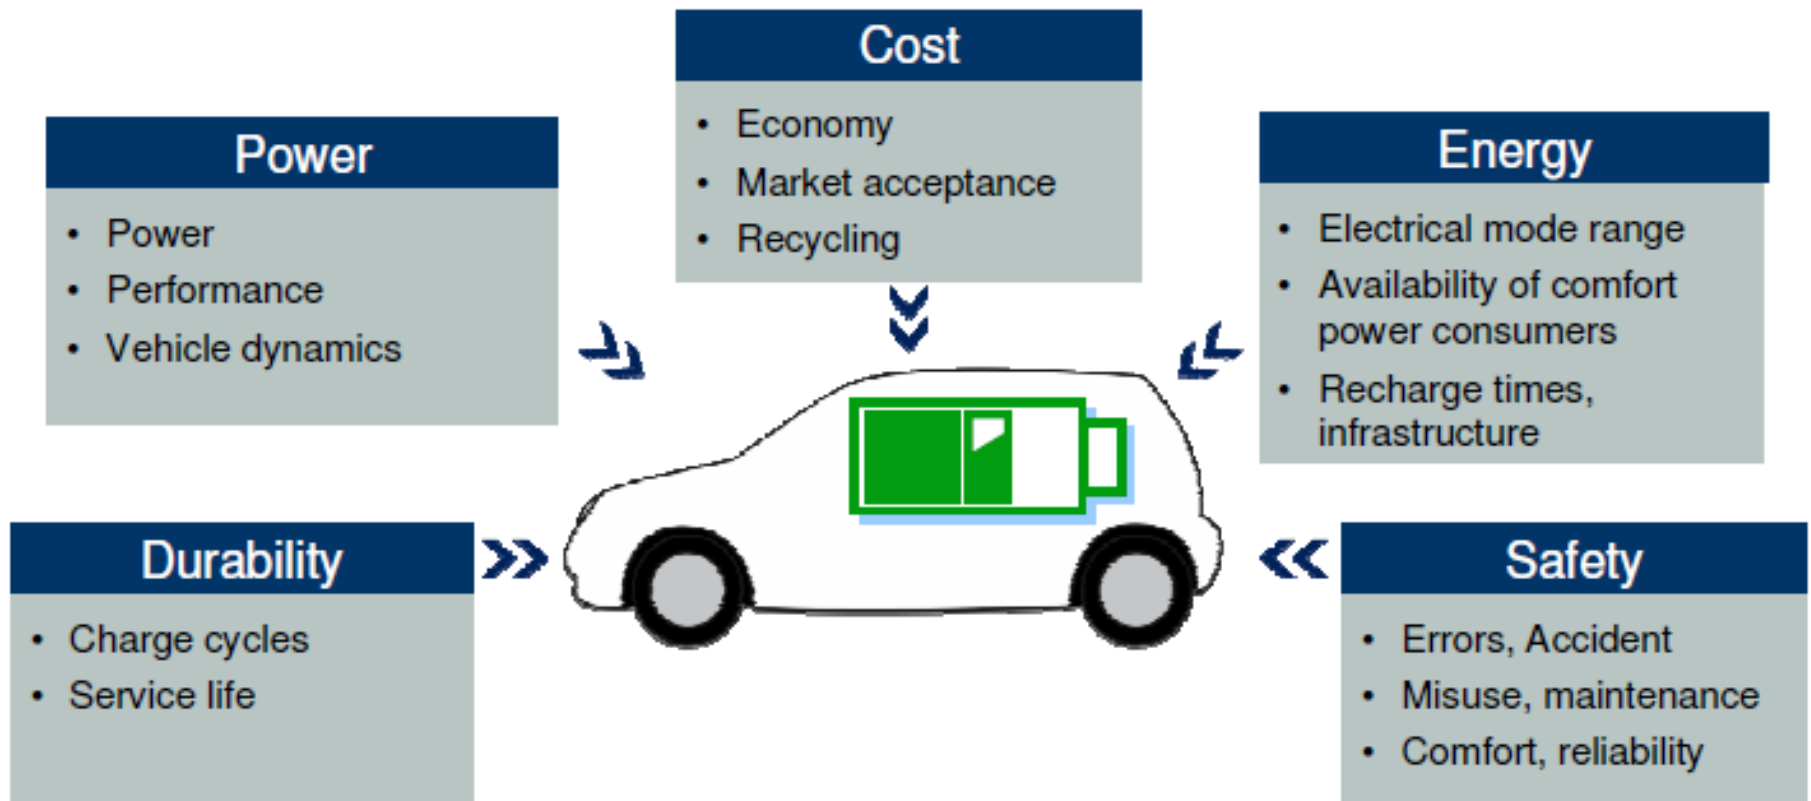 Cost
• Economy
• Market acceptance
• Recycling
Power
• Power
• Performance
• Vehicle dynamics
Energy
• Electrical mode range
• Availability of comfort
power consumers
• Recharge times,
infrastructure
Durability
• Charge cycles
• Service life
Safety
• Errors, Accident
• Misuse, maintenance
• Comfort, reliability